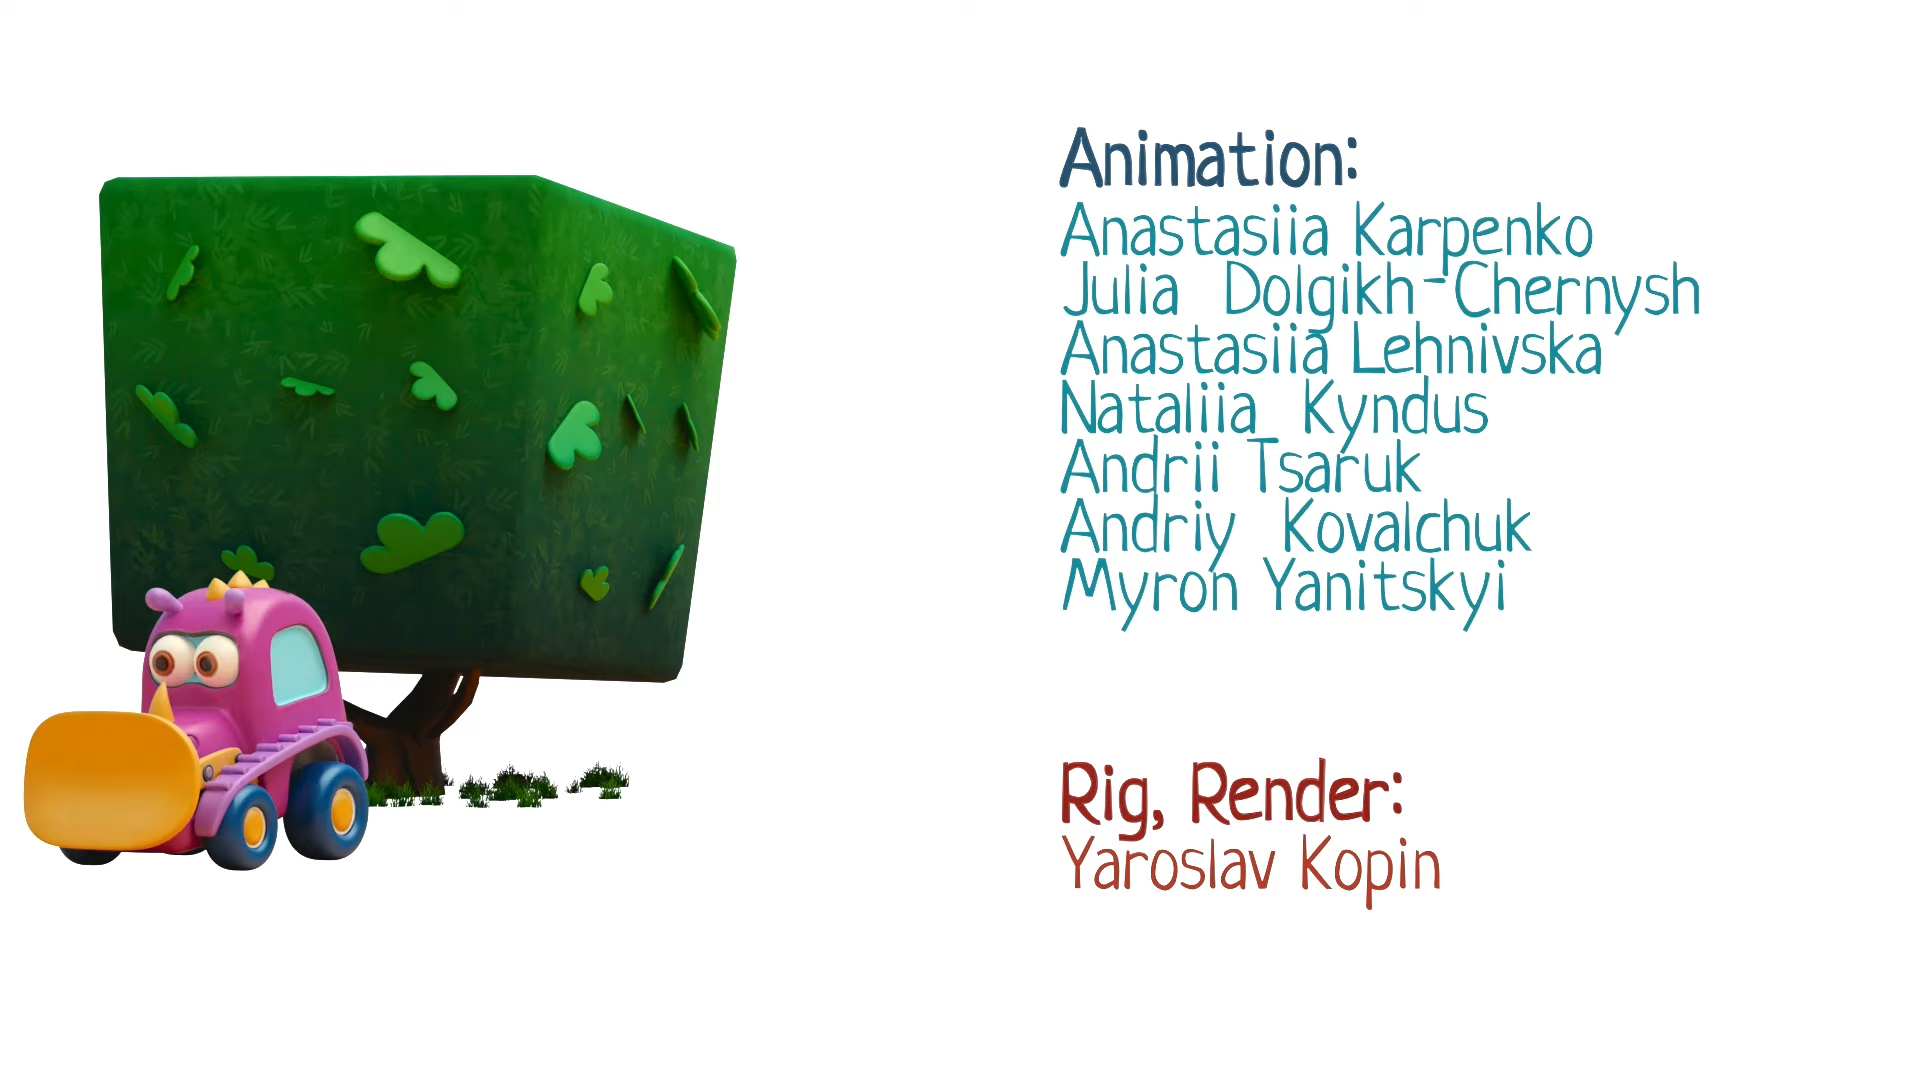 Animation:
Anastasiia Karpenko
Julia Dolgikh-Chernysh
Anastasiia Lehnivska
Nataliia Kyndus
Andrii Tsaruk
Andriy Kovalchuk
Myron Yanitskyi
Rig, Render:
Yaroslav Kopin